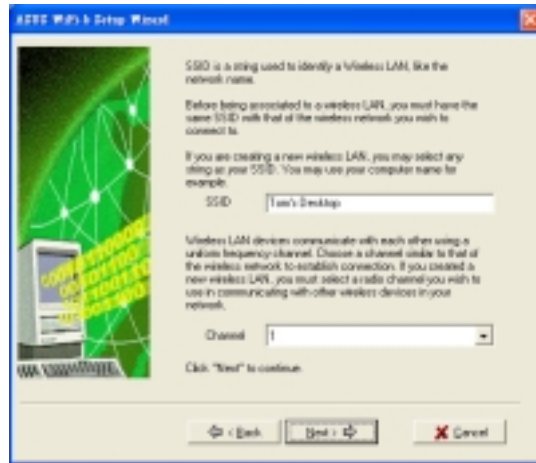 ASUS WiFi-b Setup Wizard
SSID is a string used to identify a Wireless LAN, like the
network name.
Before being associated to a wireless LAN, you must have the
same SSID with that of the wireless network you wish to
connect to.
If you are creating a new wireless LAN, you may select any
string as your SSID. You may use your computer name for
example.
SSID
Tom's Desktop
Wireless LAN devices communicate with each other using a
uniform frequency channel. Choose a channel similar to that of
the wireless network to establish connection. If you created a
new wireless LAN, you must select a radio channel you wish to
use in communicating with other wireless devices in your
network.
Channel
1
Click "Next" to continue.
< Back
Next >
Cancel